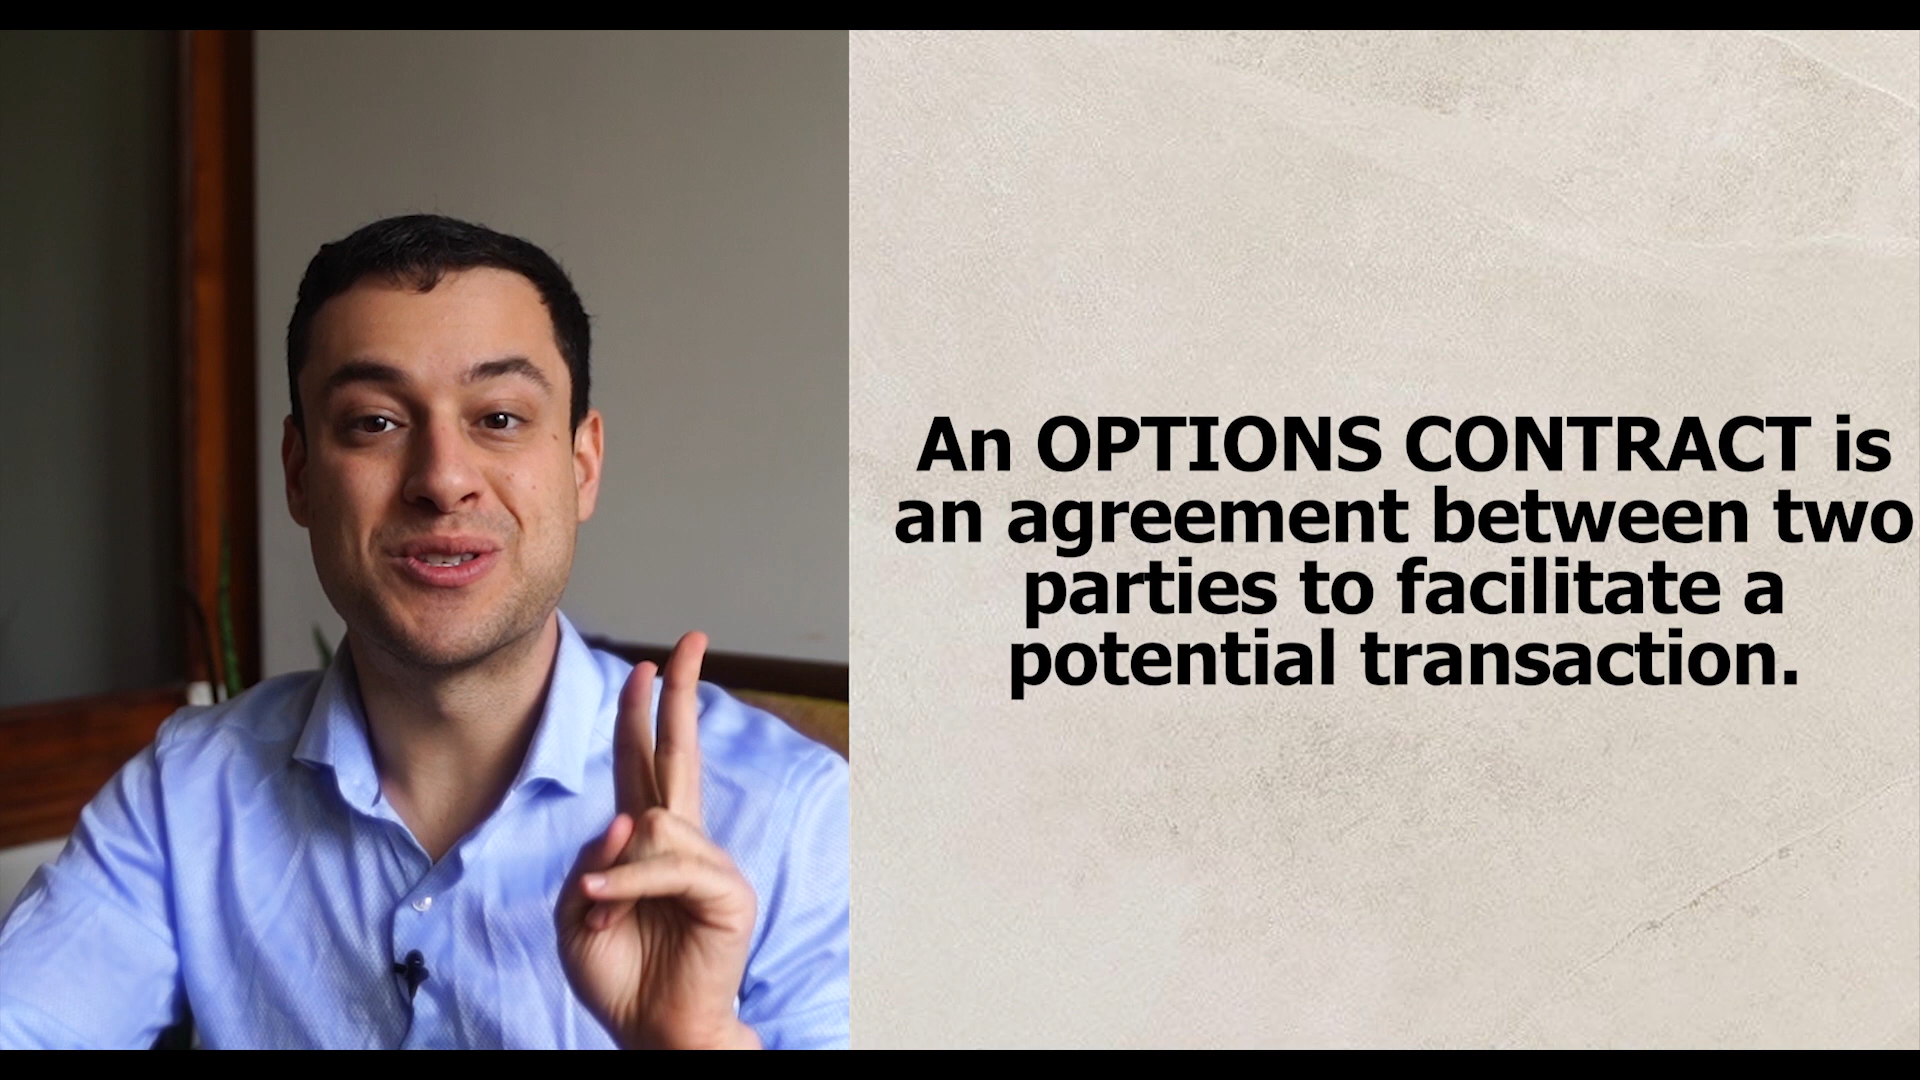 An OPTIONS CONTRACT is
an agreement between two
parties to facilitate a
potential transaction.